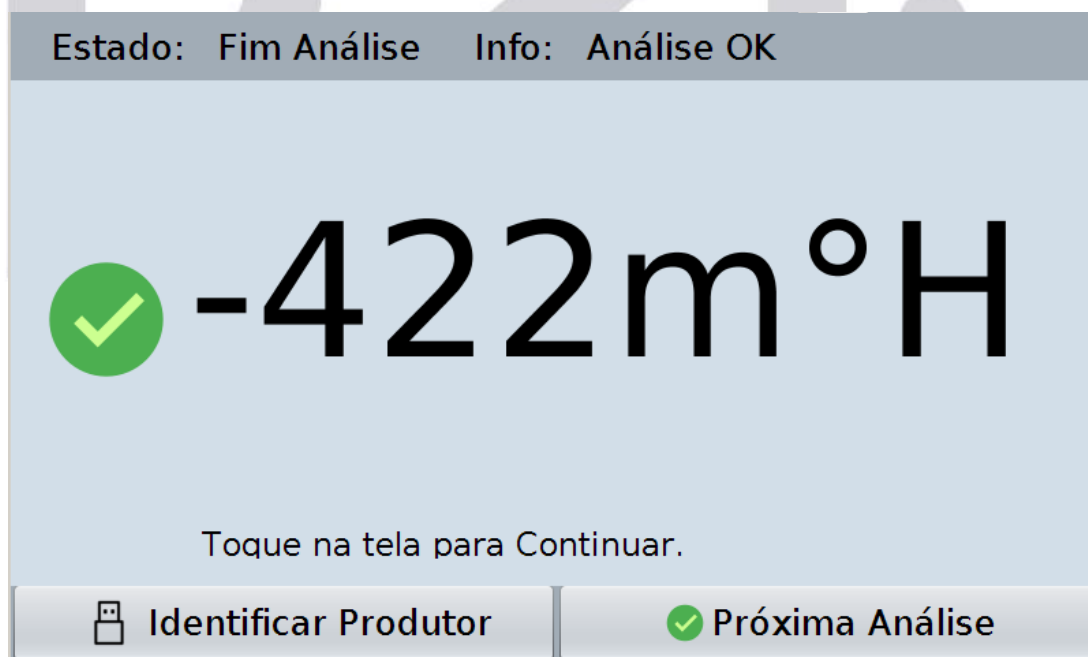 Estado: Fim Análise Info: Análise OK
-422m°H
Toque na tela para Continuar.
Identificar Produtor Próxima Análise